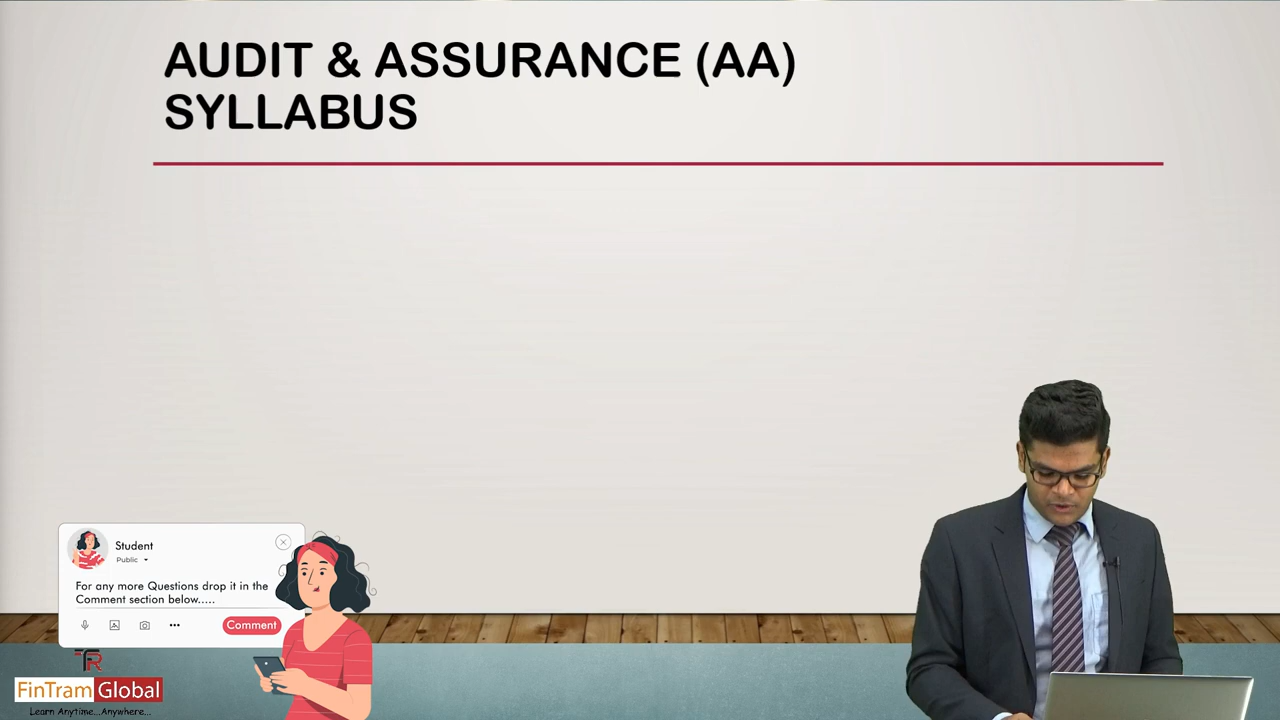 AUDIT & ASSURANCE (AA)
SYLLABUS
Student
Public
For any more Questions drop it in the
Comment section below.....
Comment
TR
FinTram Global
Learn Anytime...Anywhere...